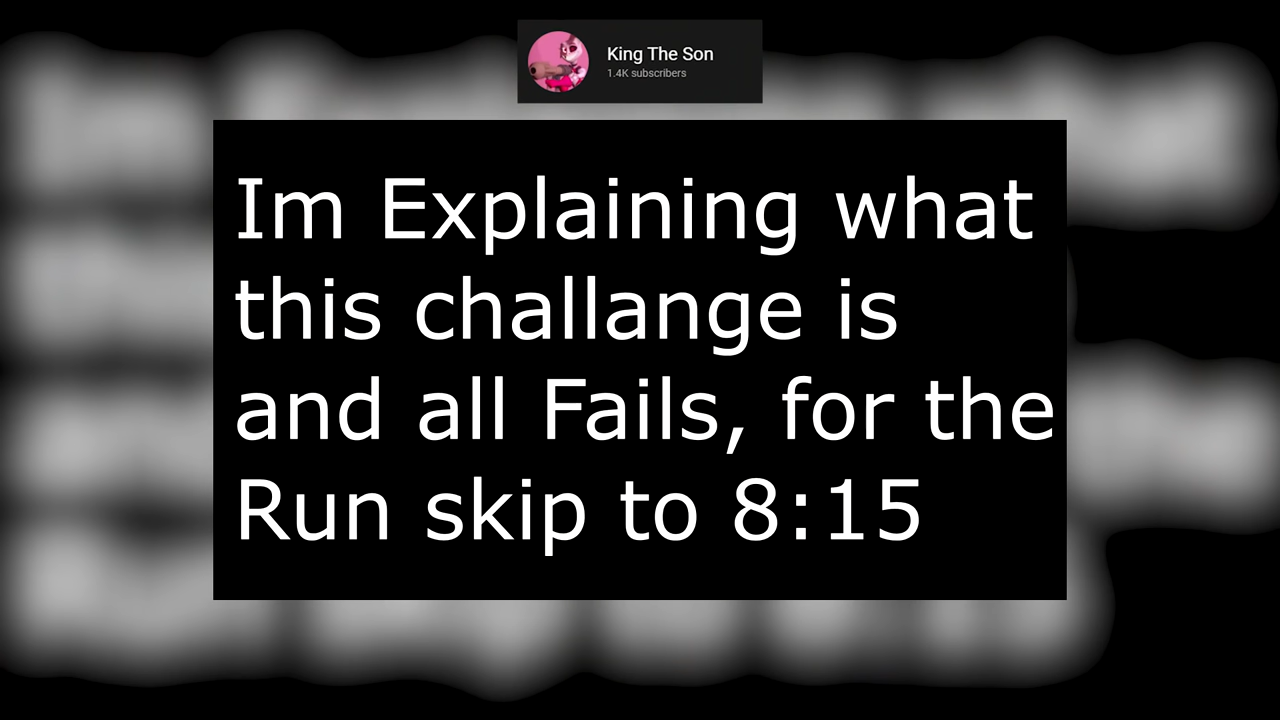 King The Son
1.4K subscribers
Im Explaining what
this challange is
and all Fails, for the
Run skip to 8:15